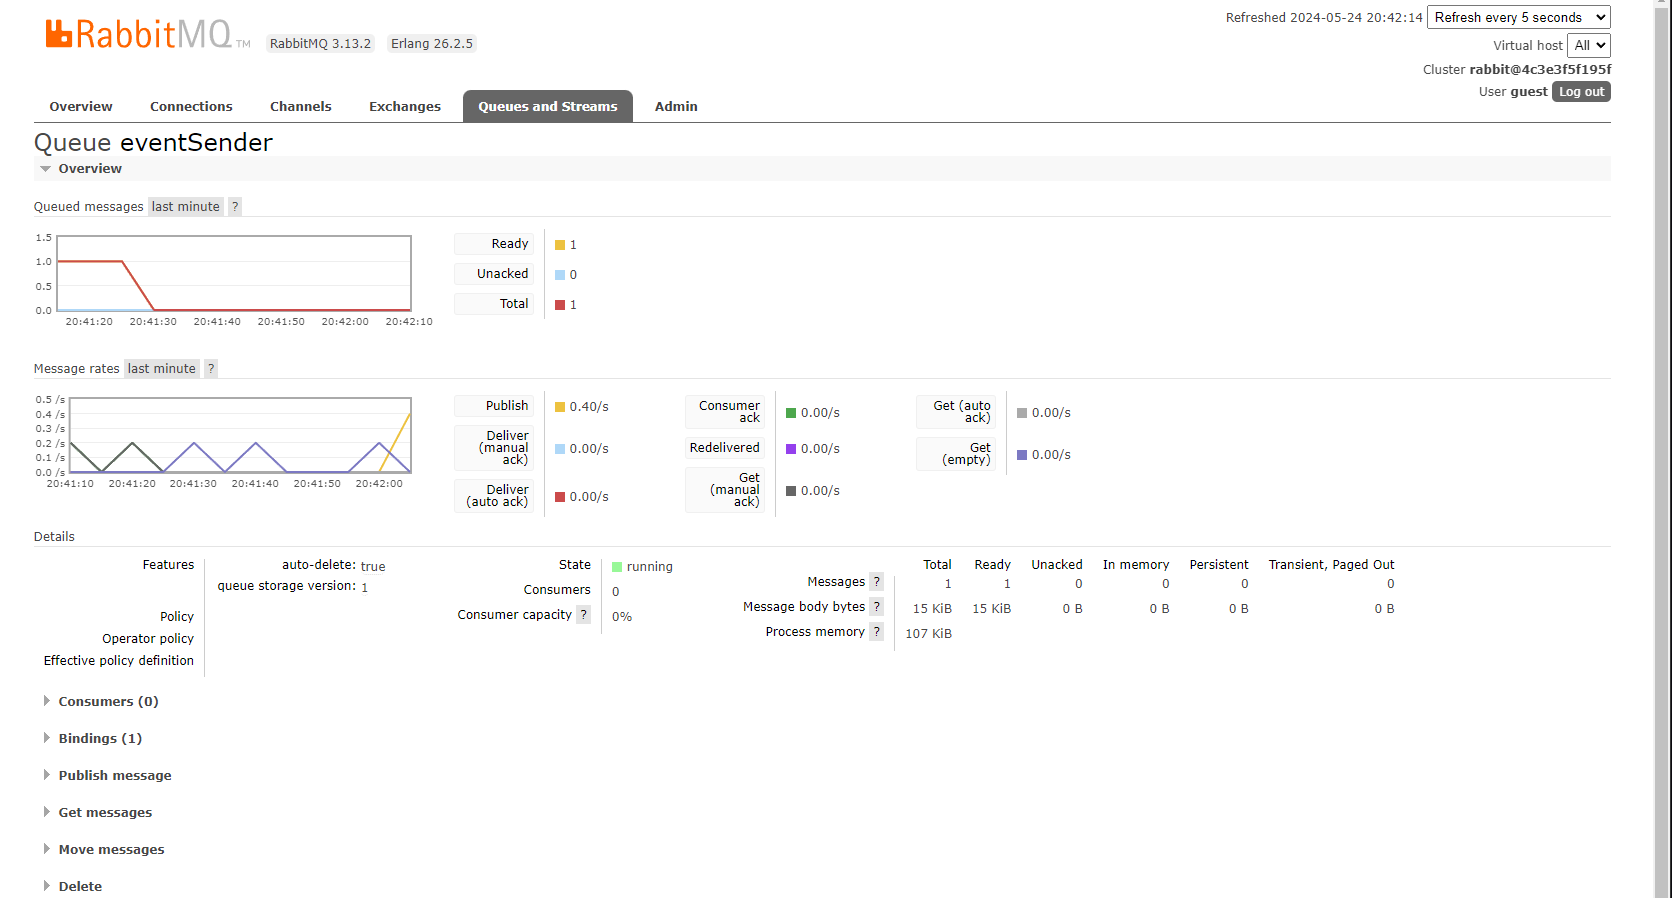 RabbitMQ TM RabbitMQ 3.13.2 Erlang 26.2.5
Refreshed 2024-05-24 20:42:14 Refresh every 5 seconds
Virtual host All
Cluster rabbit@4c3e3f5f195f
User guest Log out
Overview Connections Channels Exchanges Queues and Streams Admin
Queue eventSender
Overview
Queued messages last minute ?
1.5
1.0
0.5
0.0
20:41:20 20:41:30 20:41:40 20:41:50 20:42:00 20:42:10
Ready 1
Unacked 0
Total 1
Message rates last minute ?
0.5 /s
0.4 /s
0.3 /s
0.2 /s
0.1 /s
0.0 /s
20:41:10 20:41:20 20:41:30 20:41:40 20:41:50 20:42:00
Publish 0.40/s
Deliver
(manual
ack) 0.00/s
Deliver
(auto ack) 0.00/s
Consumer
ack 0.00/s
Redelivered 0.00/s
Get
(manual
ack) 0.00/s
Get (auto
ack) 0.00/s
Get
(empty) 0.00/s
Details
Features auto-delete: true
queue storage version: 1
Policy
Operator policy
Effective policy definition
State running
Consumers 0
Consumer capacity ? 0%
Total Ready Unacked In memory Persistent Transient, Paged Out
Messages ? 1 1 0 0 0 0
Message body bytes ? 15 KiB 15 KiB 0 B 0 B 0 B 0 B
Process memory ? 107 KiB
Consumers (0)
Bindings (1)
Publish message
Get messages
Move messages
Delete